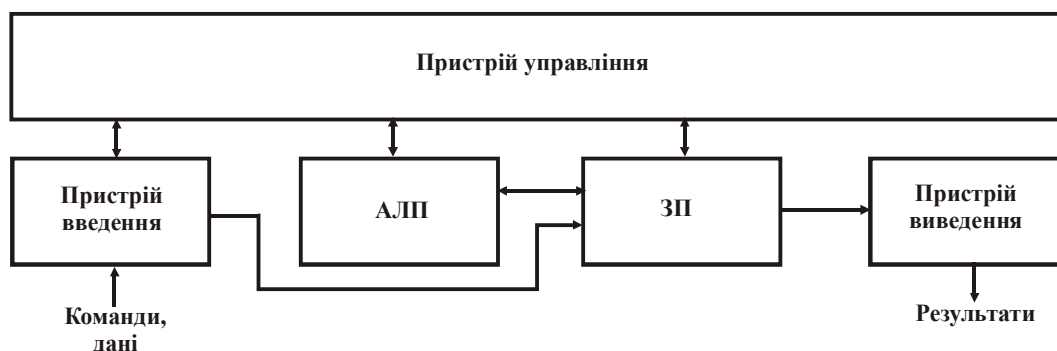 Пристрій управління
Пристрій
введення
АЛП
ЗП
Пристрій
виведення
Команди,
дані
Результати